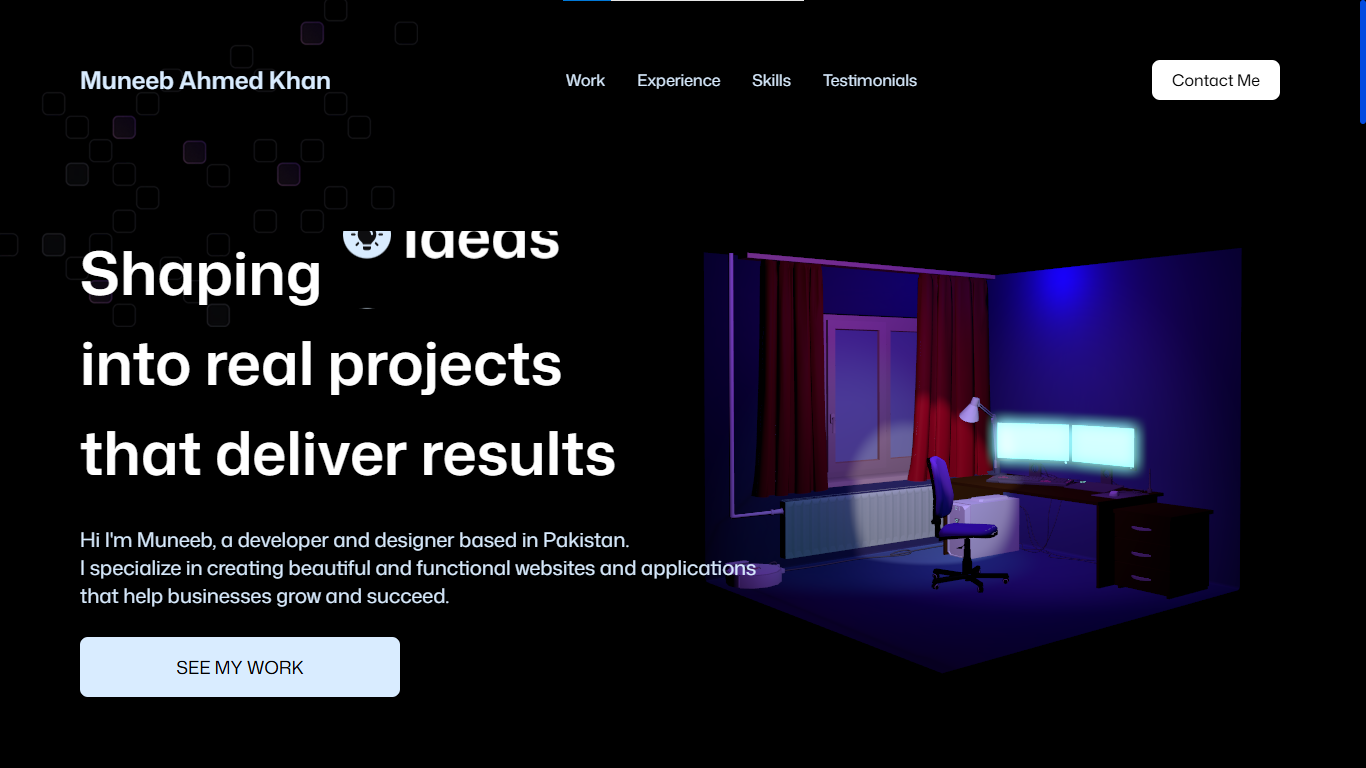 Muneeb Ahmed Khan
Work Experience Skills Testimonials
Contact Me
Shaping Ideas
into real projects
that deliver results
Hi I'm Muneeb, a developer and designer based in Pakistan.
I specialize in creating beautiful and functional websites and applications
that help businesses grow and succeed.
SEE MY WORK